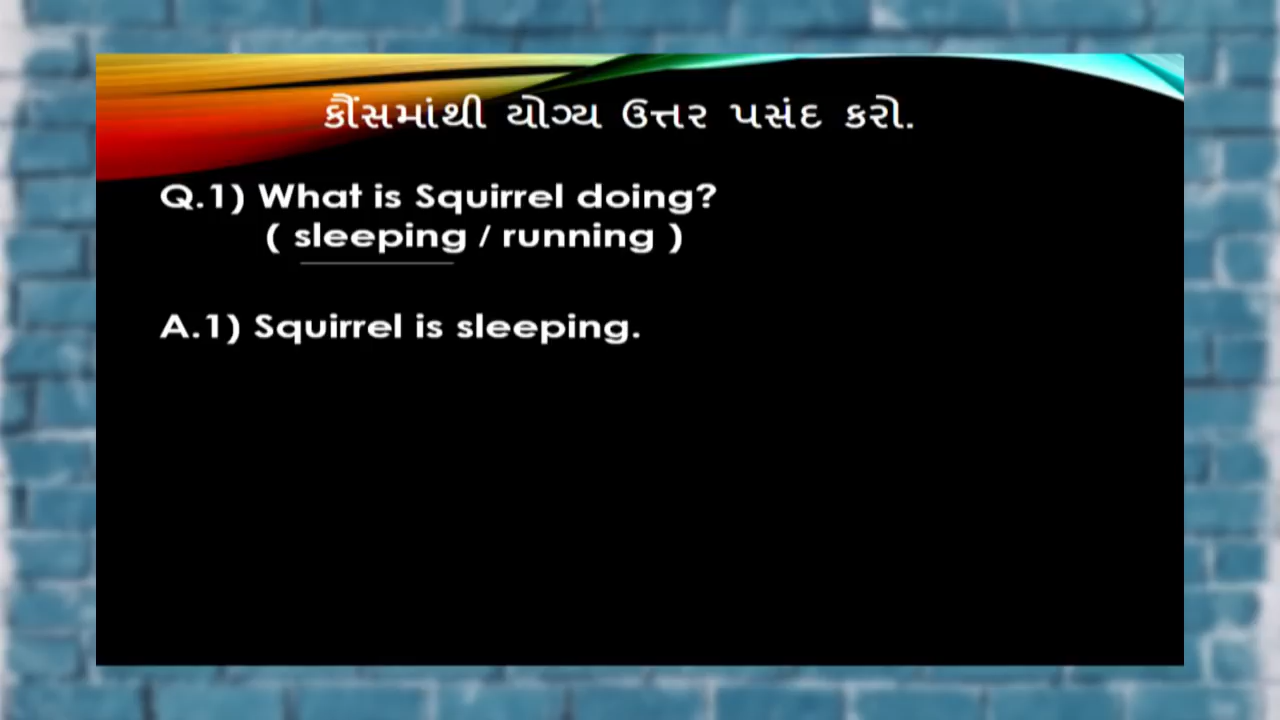 કૌંસમાંથી યોગ્ય ઉત્તર પસંદ કરો.
Q.1) What is Squirrel doing?
( sleeping / running )
A.1) Squirrel is sleeping.